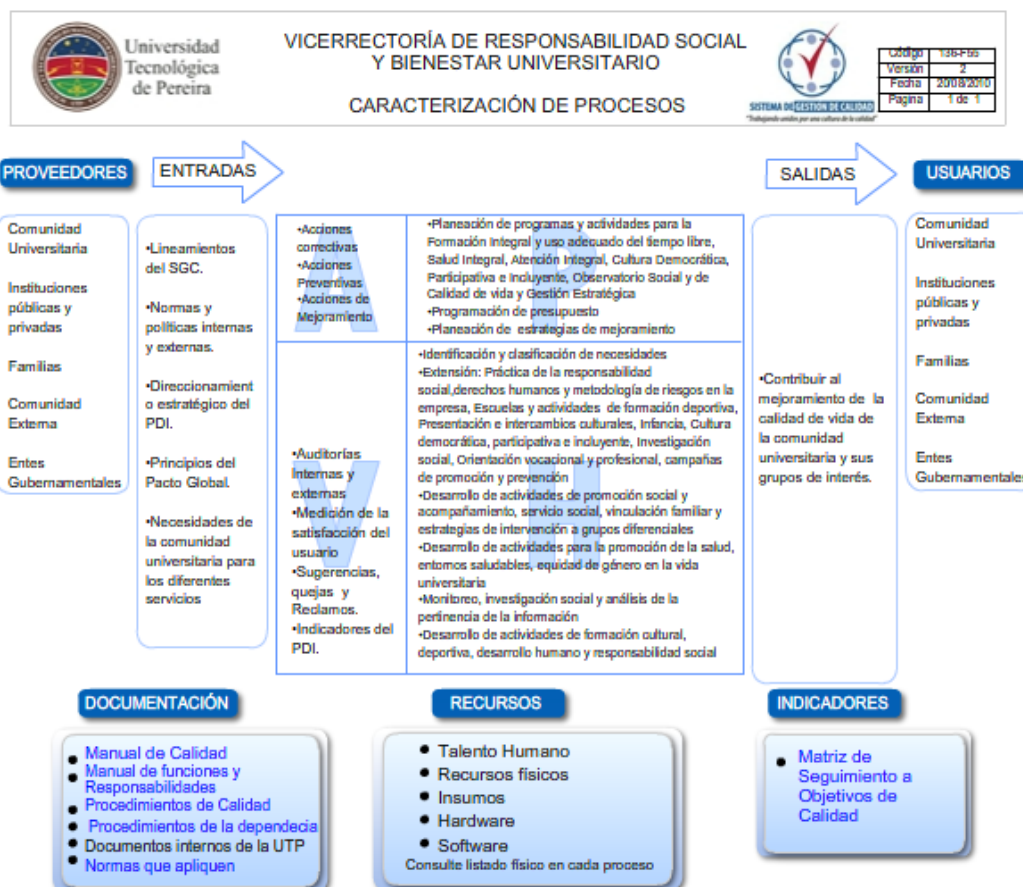 Universidad
Tecnológica
de Pereira
VICERRECTORÍA DE RESPONSABILIDAD SOCIAL
Y BIENESTAR UNIVERSITARIO
CARACTERIZACIÓN DE PROCESOS
SISTEMA DE GESTION DE CALIDAD
"Trabajando unidos por una cultura de la calidad"
Código 136-F55
Versión 2
Fecha 20/08/2010
Pagina 1 de 1
PROVEEDORES
ENTRADAS
SALIDAS
USUARIOS
Comunidad
Universitaria
Instituciones
públicas y
privadas
Familias
Comunidad
Externa
Entes
Gubernamentales
•Lineamientos
del SGC.
•Normas y
políticas internas
y externas.
•Direccionamient
o estratégico del
PDI.
•Principios del
Pacto Global.
•Necesidades de
la comunidad
universitaria para
los diferentes
servicios
A
•Acciones
correctivas
•Acciones
Preventivas
•Acciones de
Mejoramiento
P
•Planeación de programas y actividades para la
Formación Integral y uso adecuado del tiempo libre,
Salud Integral, Atención Integral, Cultura Democrática,
Participativa e Incluyente, Observatorio Social y de
Calidad de vida y Gestión Estratégica
•Programación de presupuesto
•Planeación de estrategias de mejoramiento
V
•Auditorías
Internas y
externas
•Medición de la
satisfacción del
usuario
•Sugerencias,
quejas y
Reclamos.
•Indicadores del
PDI.
H
•Identificación y clasificación de necesidades
•Extensión: Práctica de la responsabilidad
social,derechos humanos y metodología de riesgos en la
empresa, Escuelas y actividades de formación deportiva,
Presentación e intercambios culturales, Infancia, Cultura
democrática, participativa e incluyente, Investigación
social, Orientación vocacional y profesional, campañas
de promoción y prevención
•Desarrollo de actividades de promoción social y
acompañamiento, servicio social, vinculación familiar y
estrategias de intervención a grupos diferenciales
•Desarrollo de actividades para la promoción de la salud,
entornos saludables, equidad de género en la vida
universitaria
•Monitoreo, investigación social y análisis de la
pertinencia de la información
•Desarrollo de actividades de formación cultural,
deportiva, desarrollo humano y responsabilidad social
•Contribuir al
mejoramiento de la
calidad de vida de
la comunidad
universitaria y sus
grupos de interés.
Comunidad
Universitaria
Instituciones
públicas y
privadas
Familias
Comunidad
Externa
Entes
Gubernamentales
DOCUMENTACIÓN
• Manual de Calidad
• Manual de funciones y
Responsabilidades
• Procedimientos de Calidad
• Procedimientos de la dependecia
• Documentos internos de la UTP
• Normas que apliquen
RECURSOS
• Talento Humano
• Recursos físicos
• Insumos
• Hardware
• Software
Consulte listado físico en cada proceso
INDICADORES
• Matriz de
Seguimiento a
Objetivos de
Calidad